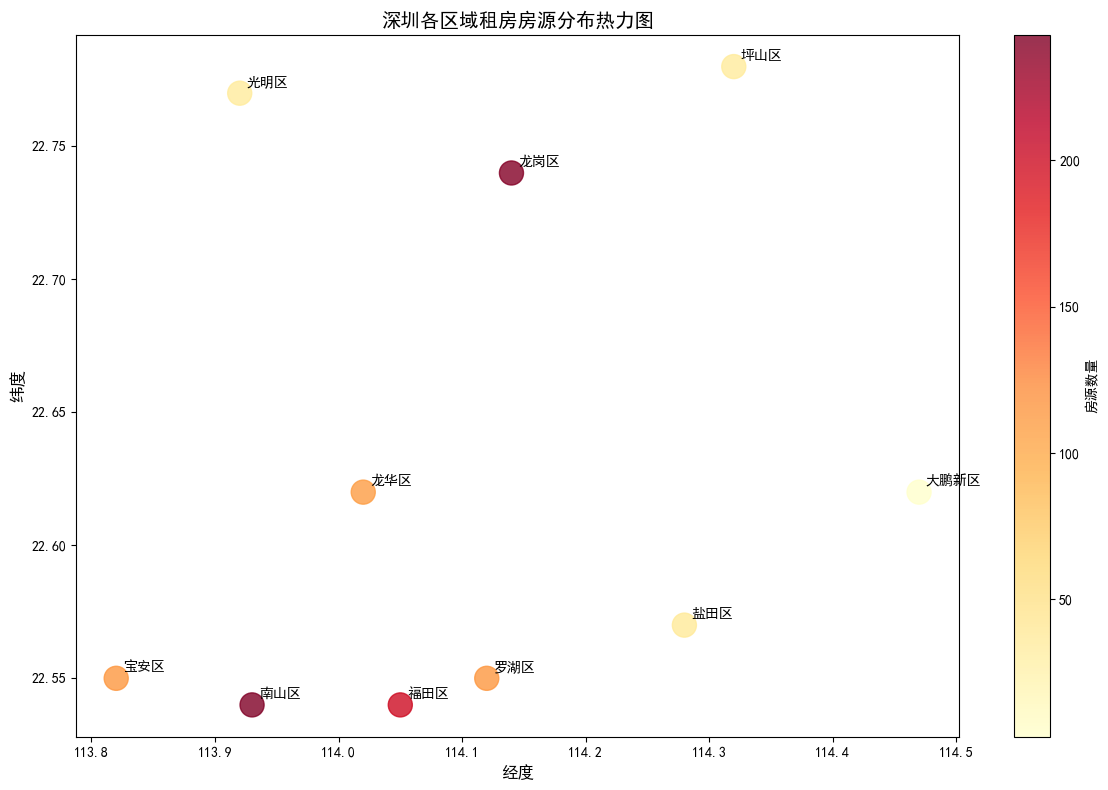 深圳各区域租房房源分布热力图
坪山区
光明区
龙岗区
龙华区
大鹏新区
盐田区
宝安区
罗湖区
南山区
福田区
22.75
22.70
22.65
22.60
22.55
纬度
113.8
113.9
114.0
114.1
114.2
114.3
114.4
114.5
经度
200
150
100
50
房源数量